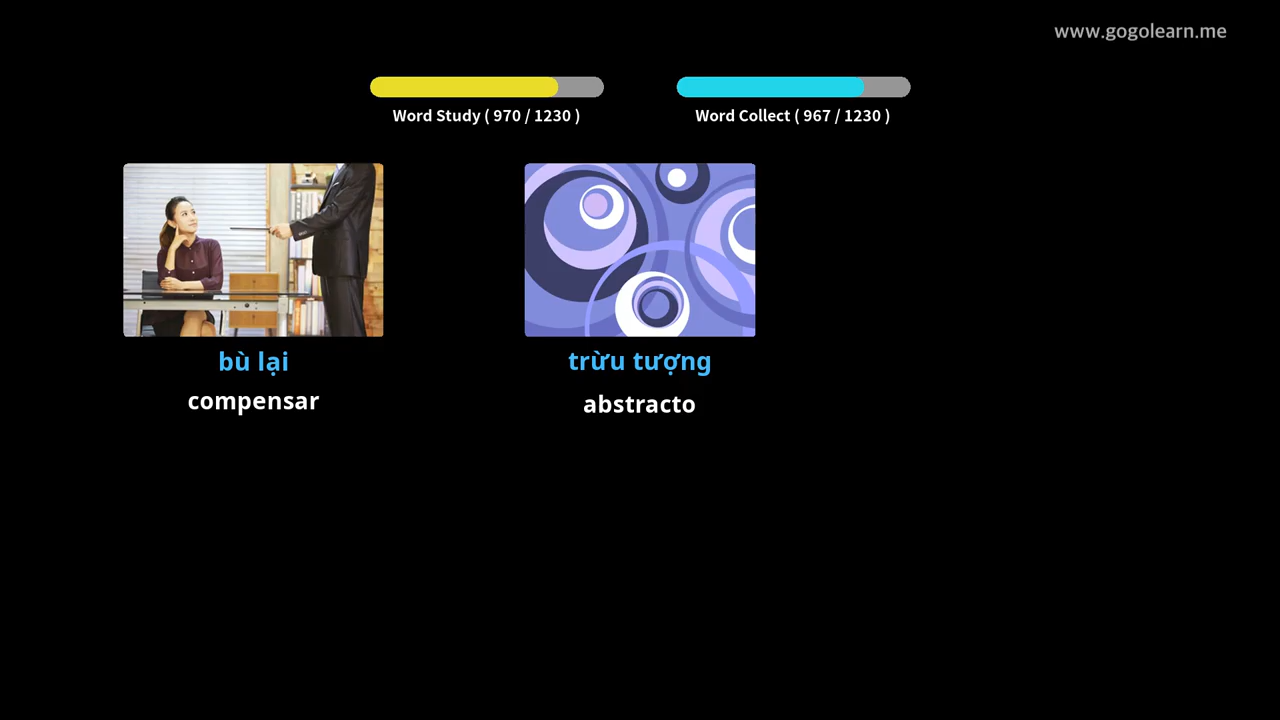 www.gogolearn.me
Word Study ( 970 / 1230 )
Word Collect ( 967 / 1230 )
bù lại
compensar
trừu tượng
abstracto